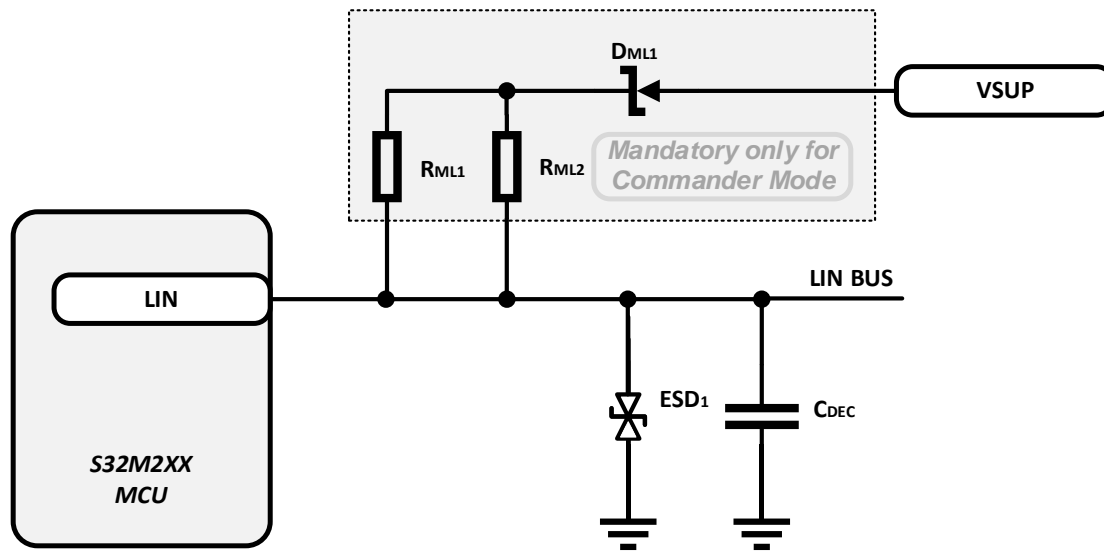 DML1
VSUP
RML1
RML2
Mandatory only for
Commander Mode
LIN
LIN BUS
ESD1
CDEC
S32M2XX
MCU